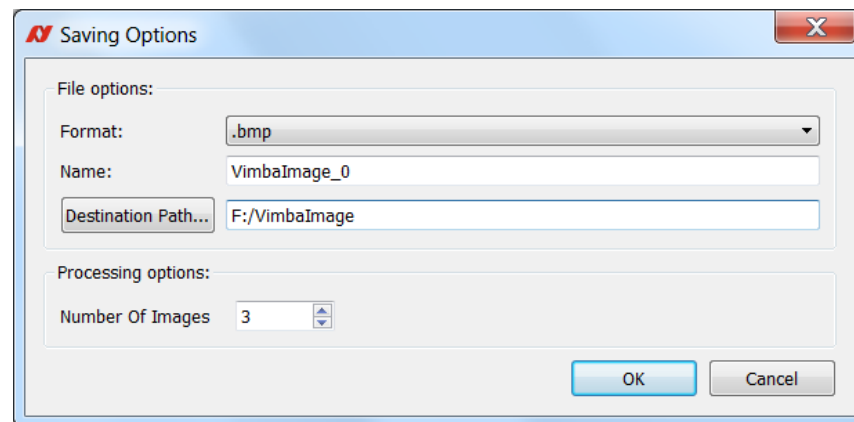 Saving Options
File options:
Format: .bmp
Name: VimbaImage_0
Destination Path... F:/VimbaImage
Processing options:
Number Of Images 3
OK Cancel